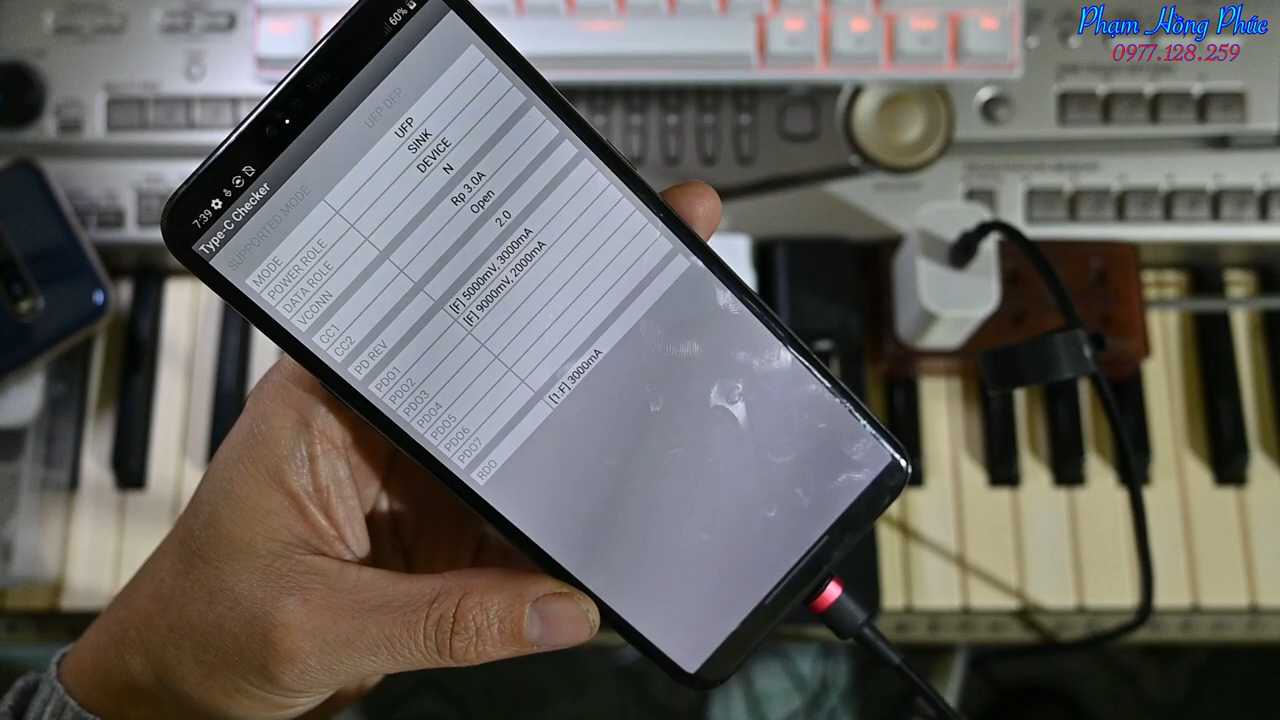 Phạm Hồng Phúc
0977.128.259
7:39
60%
Type-C Checker
SUPPORTED MODE UFP DFP
MODE UFP
POWER ROLE SINK
DATA ROLE DEVICE
VCONN N
CC1 Rp 3.0A
CC2 Open
PD REV 2.0
PDO1 [F] 5000mV, 3000mA
PDO2 [F] 9000mV, 2000mA
PDO3
PDO4
PDO5
PDO6
PDO7
RDO [1:F] 3000mA